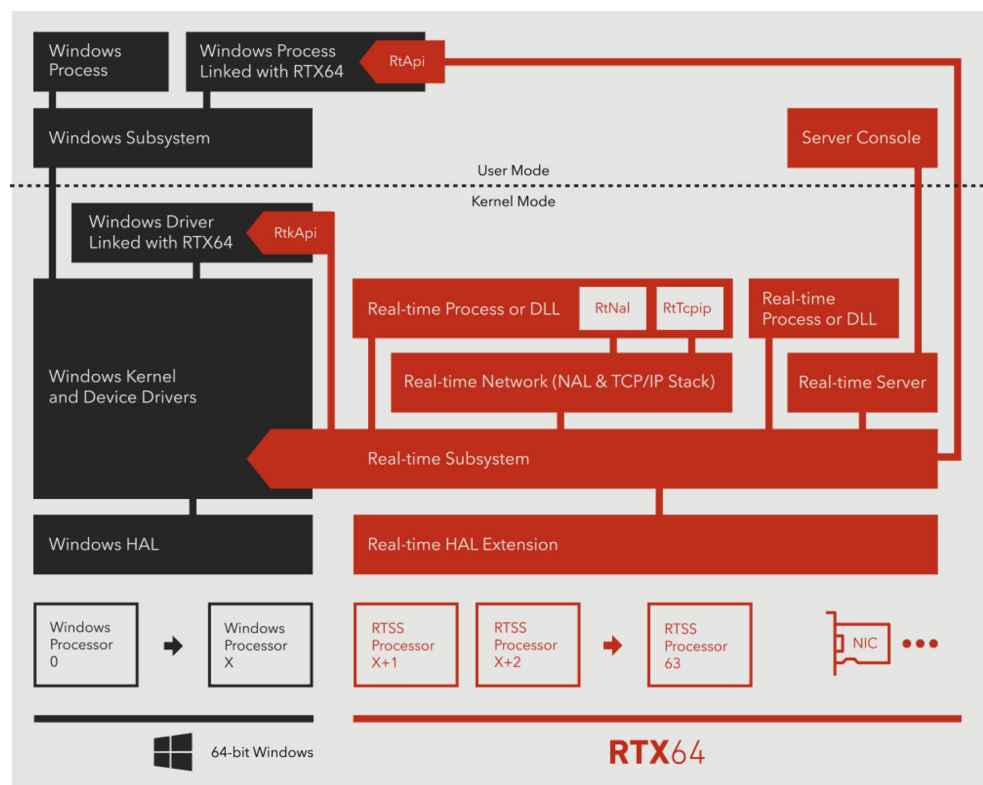 Windows
Process
Windows Process
Linked with RTX64
RtApi
Windows Subsystem
Server Console
User Mode
Kernel Mode
Windows Driver
Linked with RTX64
RtkApi
Real-time Process or DLL
RtNal
RtTcpip
Real-time
Process or DLL
Windows Kernel
and Device Drivers
Real-time Network (NAL & TCP/IP Stack)
Real-time Server
Real-time Subsystem
Windows HAL
Real-time HAL Extension
Windows
Processor
0
Windows
Processor
X
RTSS
Processor
X+1
RTSS
Processor
X+2
RTSS
Processor
63
NIC
64-bit Windows
RTX64